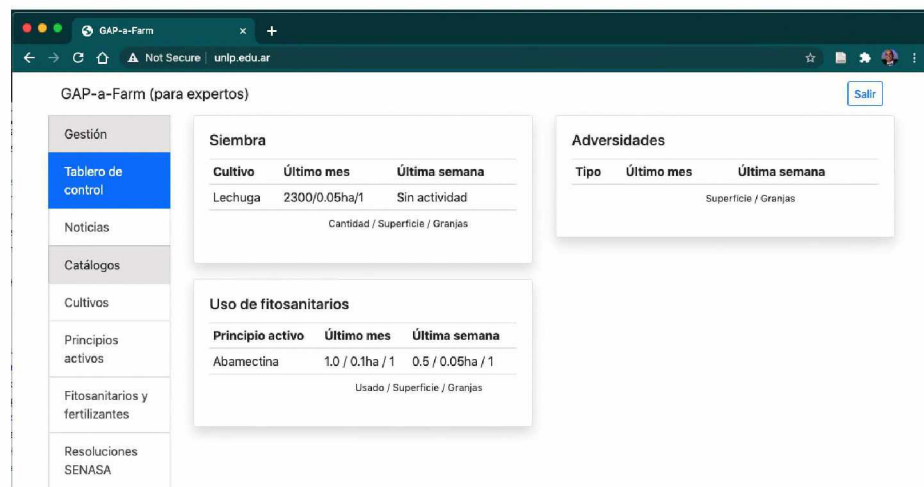 GAP-a-Farm
Not Secure unlp.edu.ar
GAP-a-Farm (para expertos)
Salir
Gestión
Tablero de
control
Noticias
Catálogos
Cultivos
Principios
activos
Fitosanitarios y
fertilizantes
Resoluciones
SENASA
Siembra
Cultivo Último mes Última semana
Lechuga 2300/0.05ha/1 Sin actividad
Cantidad / Superficie / Granjas
Uso de fitosanitarios
Principio activo Último mes Última semana
Abamectina 1.0 / 0.1ha / 1 0.5 / 0.05ha / 1
Usado / Superficie / Granjas
Adversidades
Tipo Último mes Última semana
Superficie / Granjas